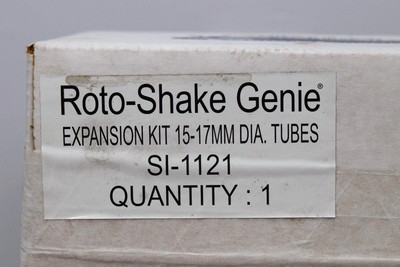 Roto-Shake Genie®
EXPANSION KIT 15-17MM DIA. TUBES
SI-1121
QUANTITY : 1